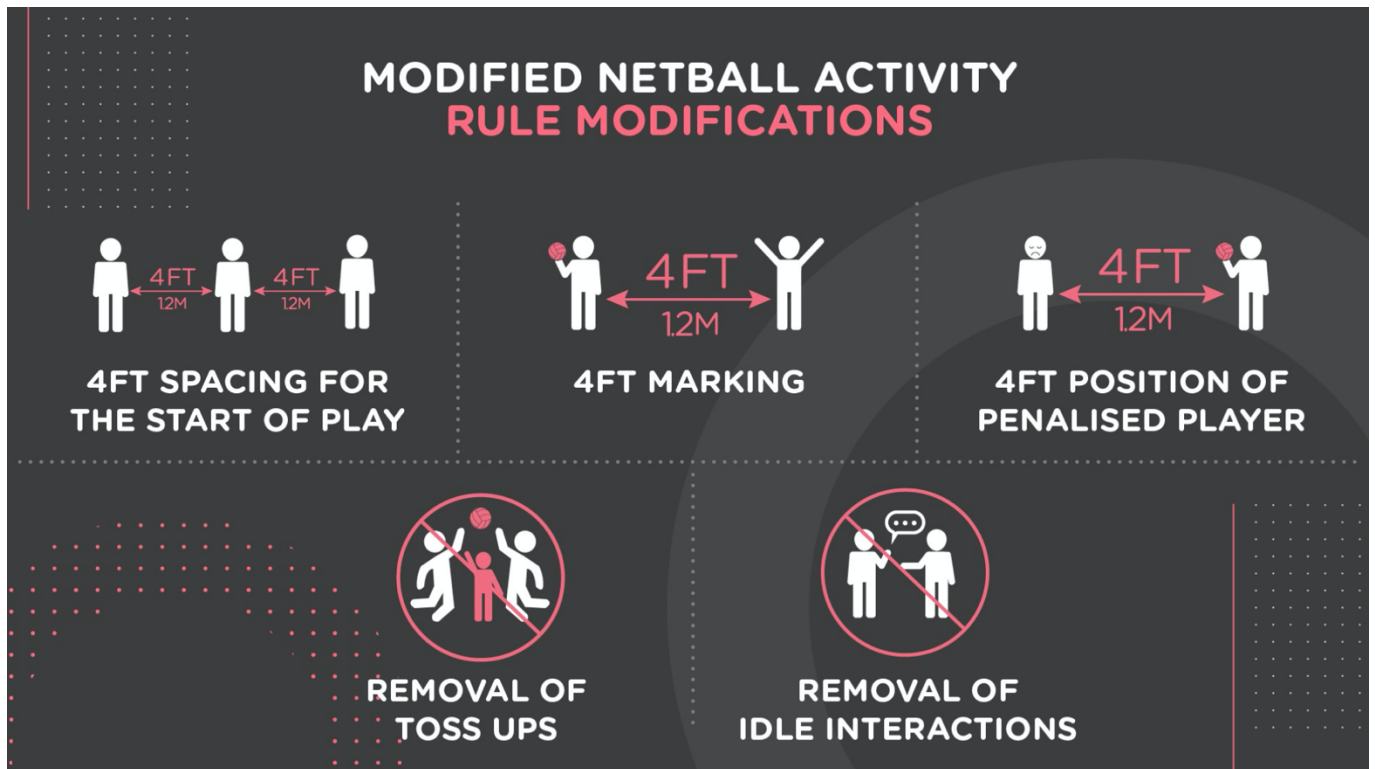 MODIFIED NETBALL ACTIVITY
RULE MODIFICATIONS
4FT
1.2M
4FT
1.2M
4FT SPACING FOR
THE START OF PLAY
4FT
1.2M
4FT MARKING
4FT
1.2M
4FT POSITION OF
PENALISED PLAYER
REMOVAL OF
TOSS UPS
REMOVAL OF
IDLE INTERACTIONS